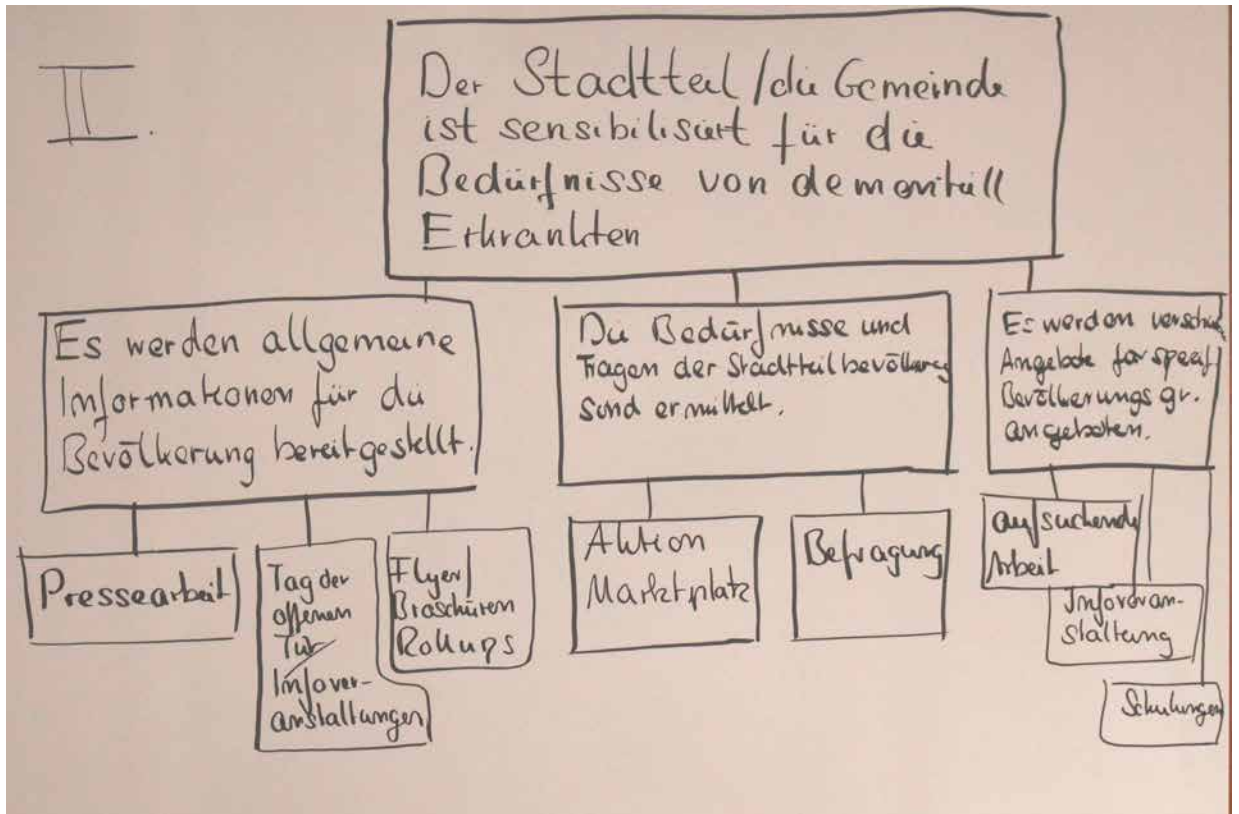 II.
Der Stadtteil / die Gemeinde
ist sensibilisiert für die
Bedürfnisse von dementiell
Erkrankten
Es werden allgemeine
Informationen für die
Bevölkerung bereitgestellt.
Pressearbeit
Tag der
offenen
Tür/
Infover-
anstaltungen
Flyer/
Broschüren
Rollups
Die Bedürfnisse und
Fragen der Stadtteilbevölkerung
sind ermittelt.
Aktion
Marktplatz
Befragung
Es werden
Angebote für
Bevölkerungsgr.
angeboten.
aufsuchende
Arbeit
Infoveran-
staltung
Schulungen